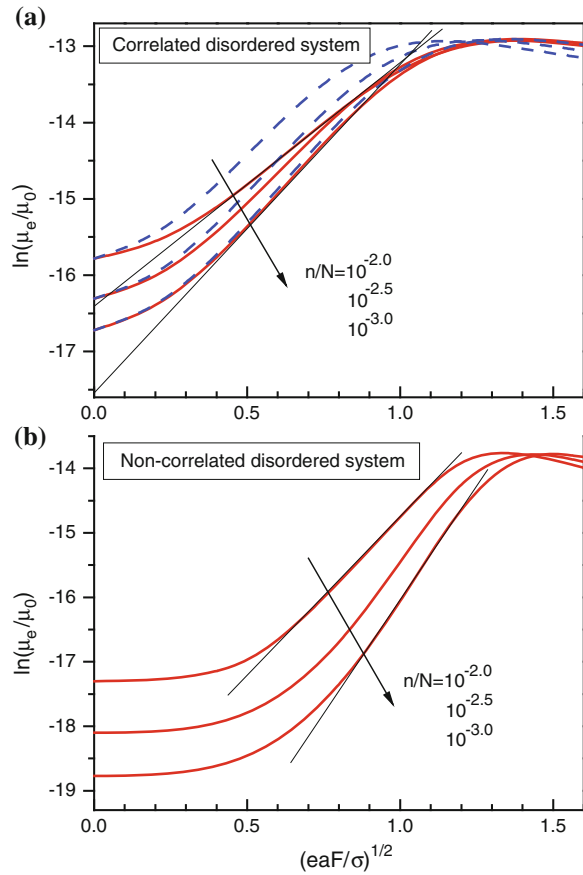 (a)
Correlated disordered system
-13
-14
-15
-16
-17
ln(μe/μ0)
n/N=10-2.0
10-2.5
10-3.0
0.0 0.5 1.0 1.5
(b)
Non-correlated disordered system
-14
-15
-16
-17
-18
-19
ln(μe/μ0)
n/N=10-2.0
10-2.5
10-3.0
0.0 0.5 1.0 1.5
(eaF/σ)1/2